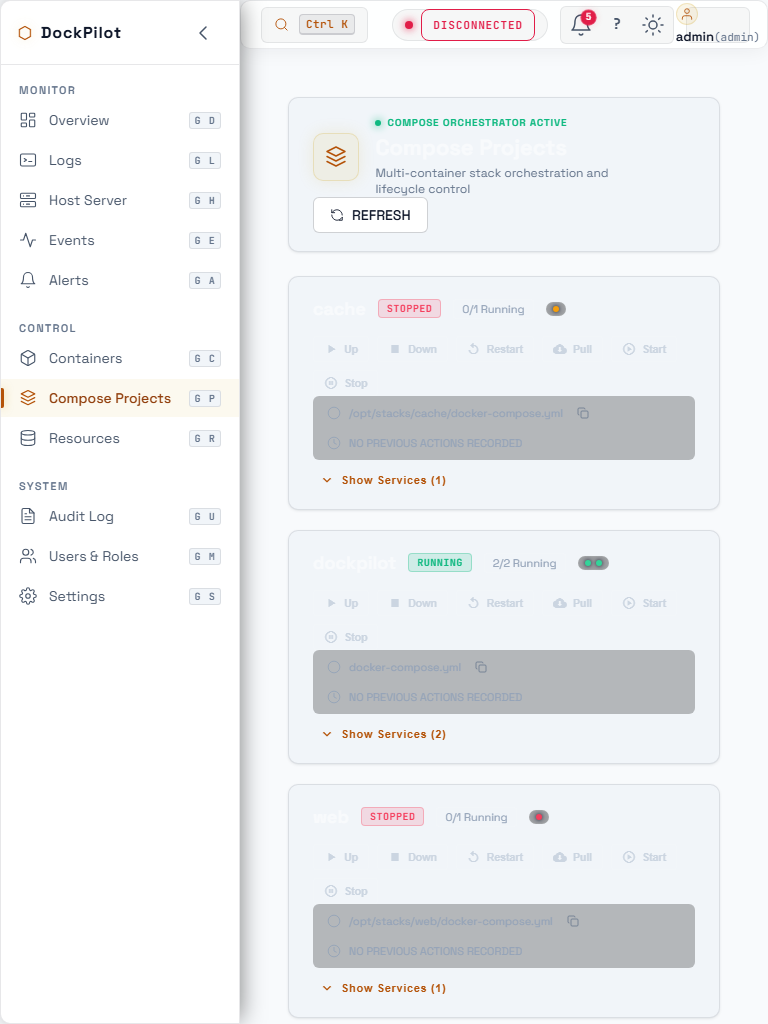 DockPilot
Ctrl K
DISCONNECTED
5
?
admin(admin)
MONITOR
Overview G D
Logs G L
Host Server G H
Events G E
Alerts G A
CONTROL
Containers G C
Compose Projects G P
Resources G R
SYSTEM
Audit Log G U
Users & Roles G M
Settings G S
COMPOSE ORCHESTRATOR ACTIVE
Compose Projects
Multi-container stack orchestration and
lifecycle control
REFRESH
cache STOPPED 0/1 Running
Up Down Restart Pull Start
Stop
/opt/stacks/cache/docker-compose.yml
NO PREVIOUS ACTIONS RECORDED
Show Services (1)
dockpilot RUNNING 2/2 Running
Up Down Restart Pull Start
Stop
docker-compose.yml
NO PREVIOUS ACTIONS RECORDED
Show Services (2)
web STOPPED 0/1 Running
Up Down Restart Pull Start
Stop
/opt/stacks/web/docker-compose.yml
NO PREVIOUS ACTIONS RECORDED
Show Services (1)